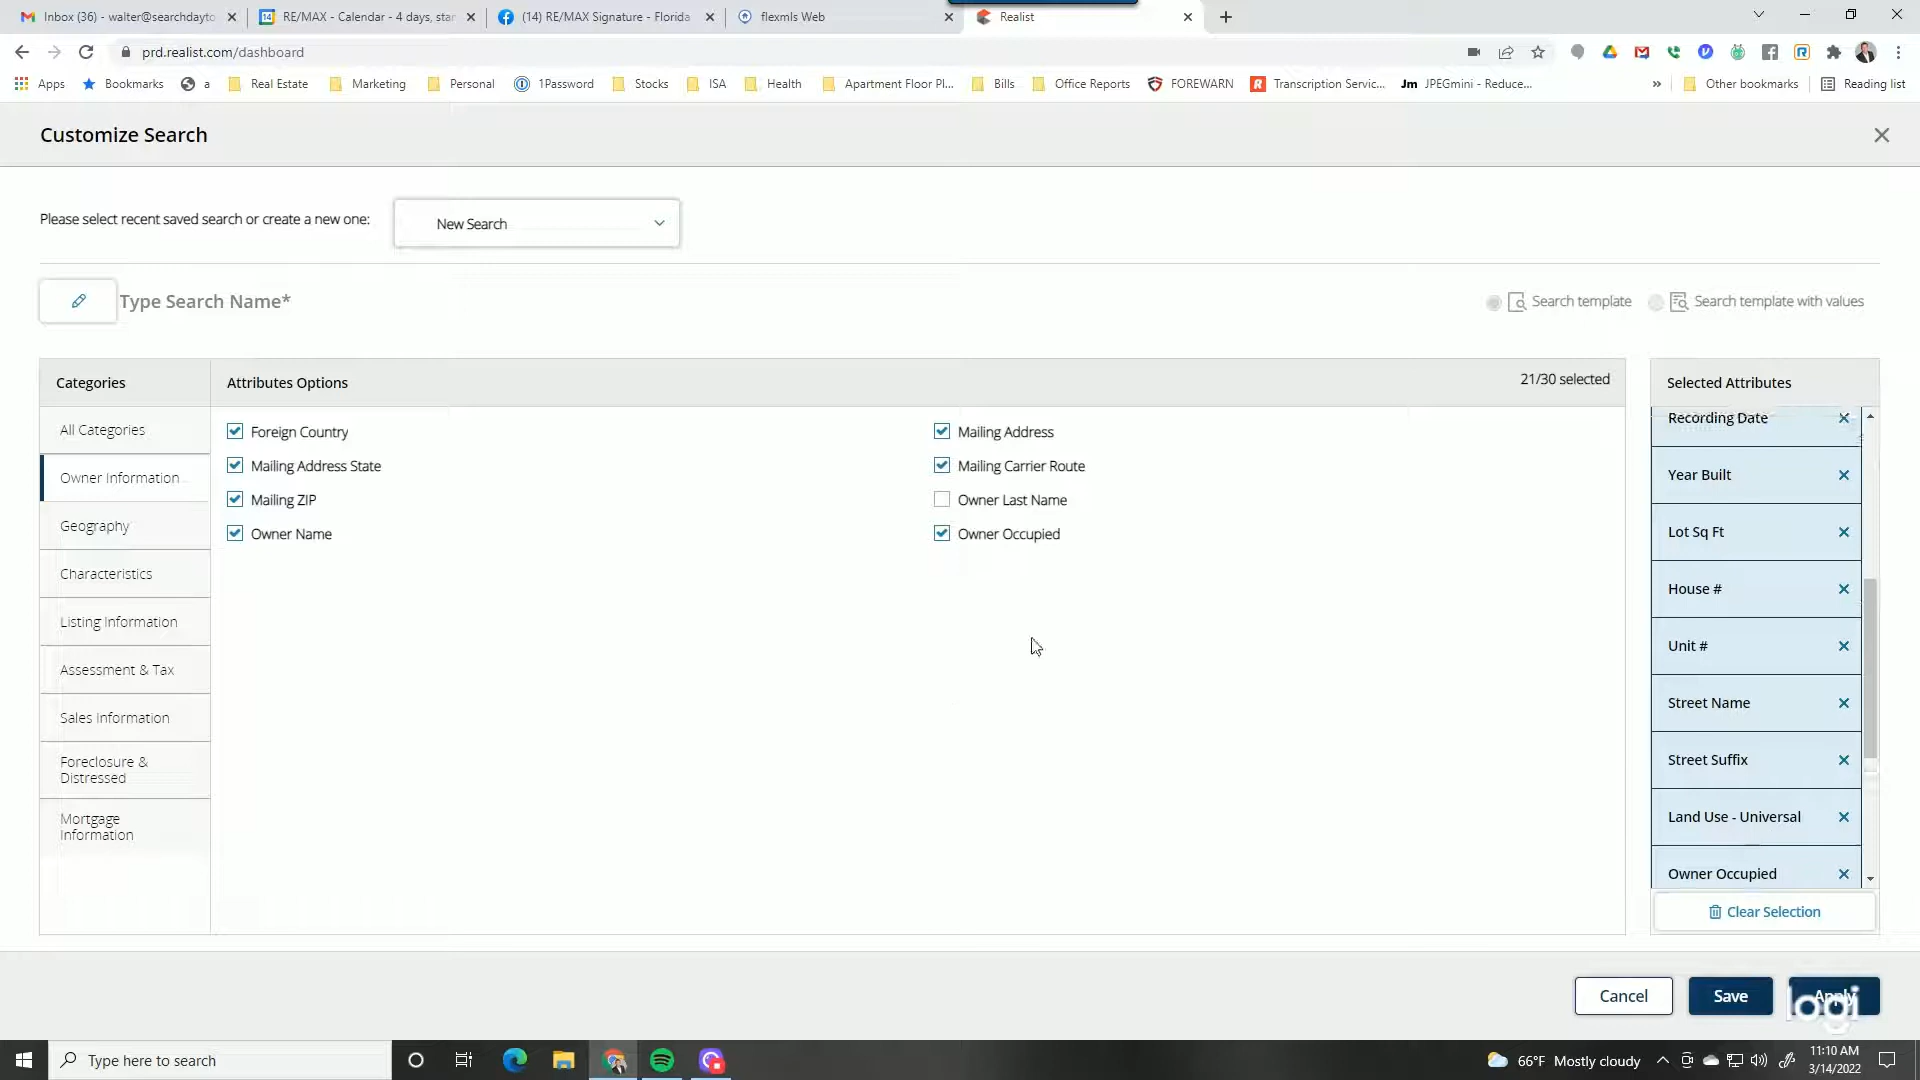 Inbox (36) - walter@searchdayto
RE/MAX - Calendar - 4 days, star
(14) RE/MAX Signature - Florida
flexmls Web
Realist
prd.realist.com/dashboard
Apps
Bookmarks
a
Real Estate
Marketing
Personal
1Password
Stocks
ISA
Health
Apartment Floor Pl...
Bills
Office Reports
FOREWARN
Transcription Servic...
JPEGmini - Reduce...
Other bookmarks
Reading list
Customize Search
Please select recent saved search or create a new one:
New Search
Type Search Name*
Search template
Search template with values
Categories
Attributes Options
21/30 selected
Selected Attributes
All Categories
Owner Information
Geography
Characteristics
Listing Information
Assessment & Tax
Sales Information
Foreclosure &
Distressed
Mortgage
Information
Foreign Country
Mailing Address
Mailing Address State
Mailing Carrier Route
Mailing ZIP
Owner Last Name
Owner Name
Owner Occupied
Recording Date
Year Built
Lot Sq Ft
House #
Unit #
Street Name
Street Suffix
Land Use - Universal
Owner Occupied
Clear Selection
Cancel
Save
Apply
logi
Type here to search
66°F Mostly cloudy
11:10 AM
3/14/2022